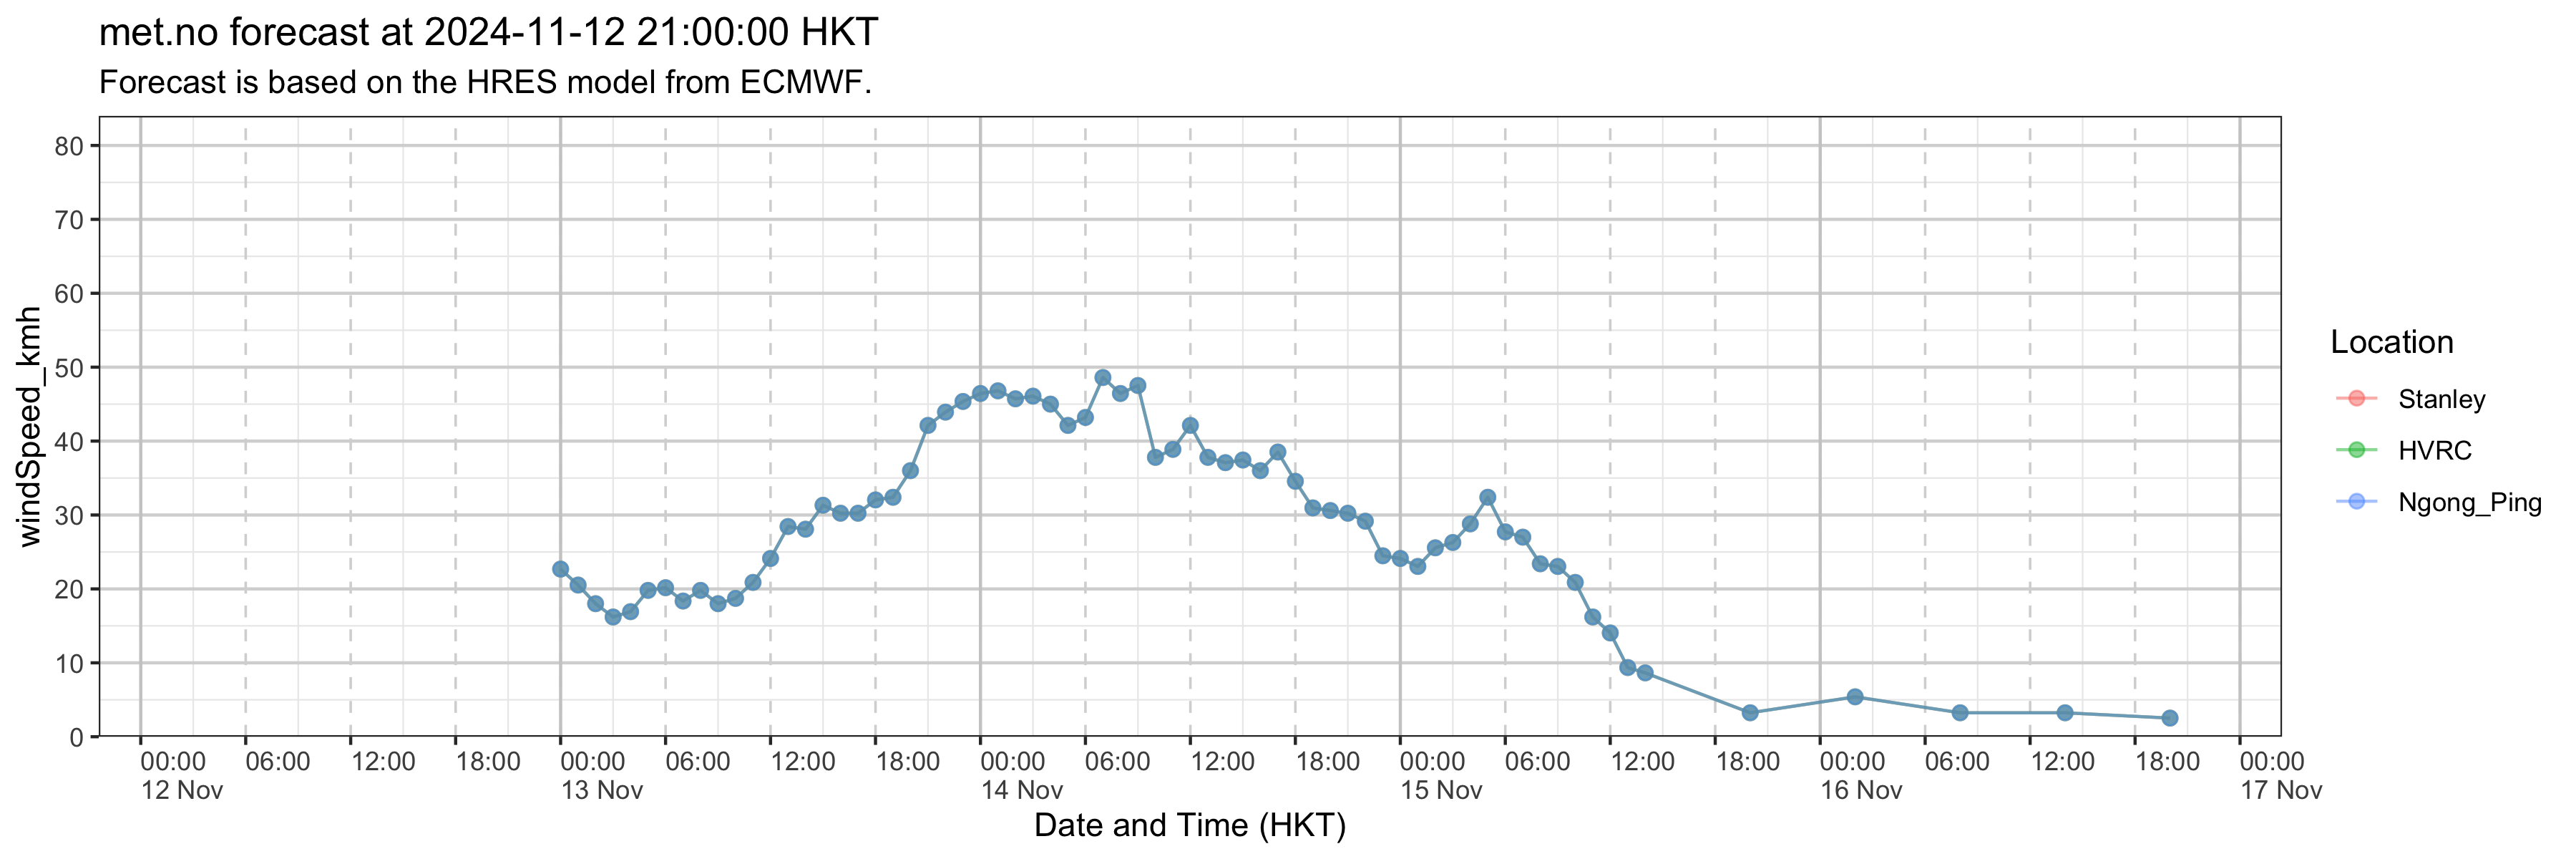 met.no forecast at 2024-11-12 21:00:00 HKT
Forecast is based on the HRES model from ECMWF.
windSpeed_kmh
80
70
60
50
40
30
20
10
0
00:00 06:00 12:00 18:00 00:00 06:00 12:00 18:00 00:00 06:00 12:00 18:00 00:00 06:00 12:00 18:00 00:00 06:00 12:00 18:00 00:00
12 Nov 13 Nov 14 Nov 15 Nov 16 Nov 17 Nov
Date and Time (HKT)
Location
Stanley
HVRC
Ngong_Ping